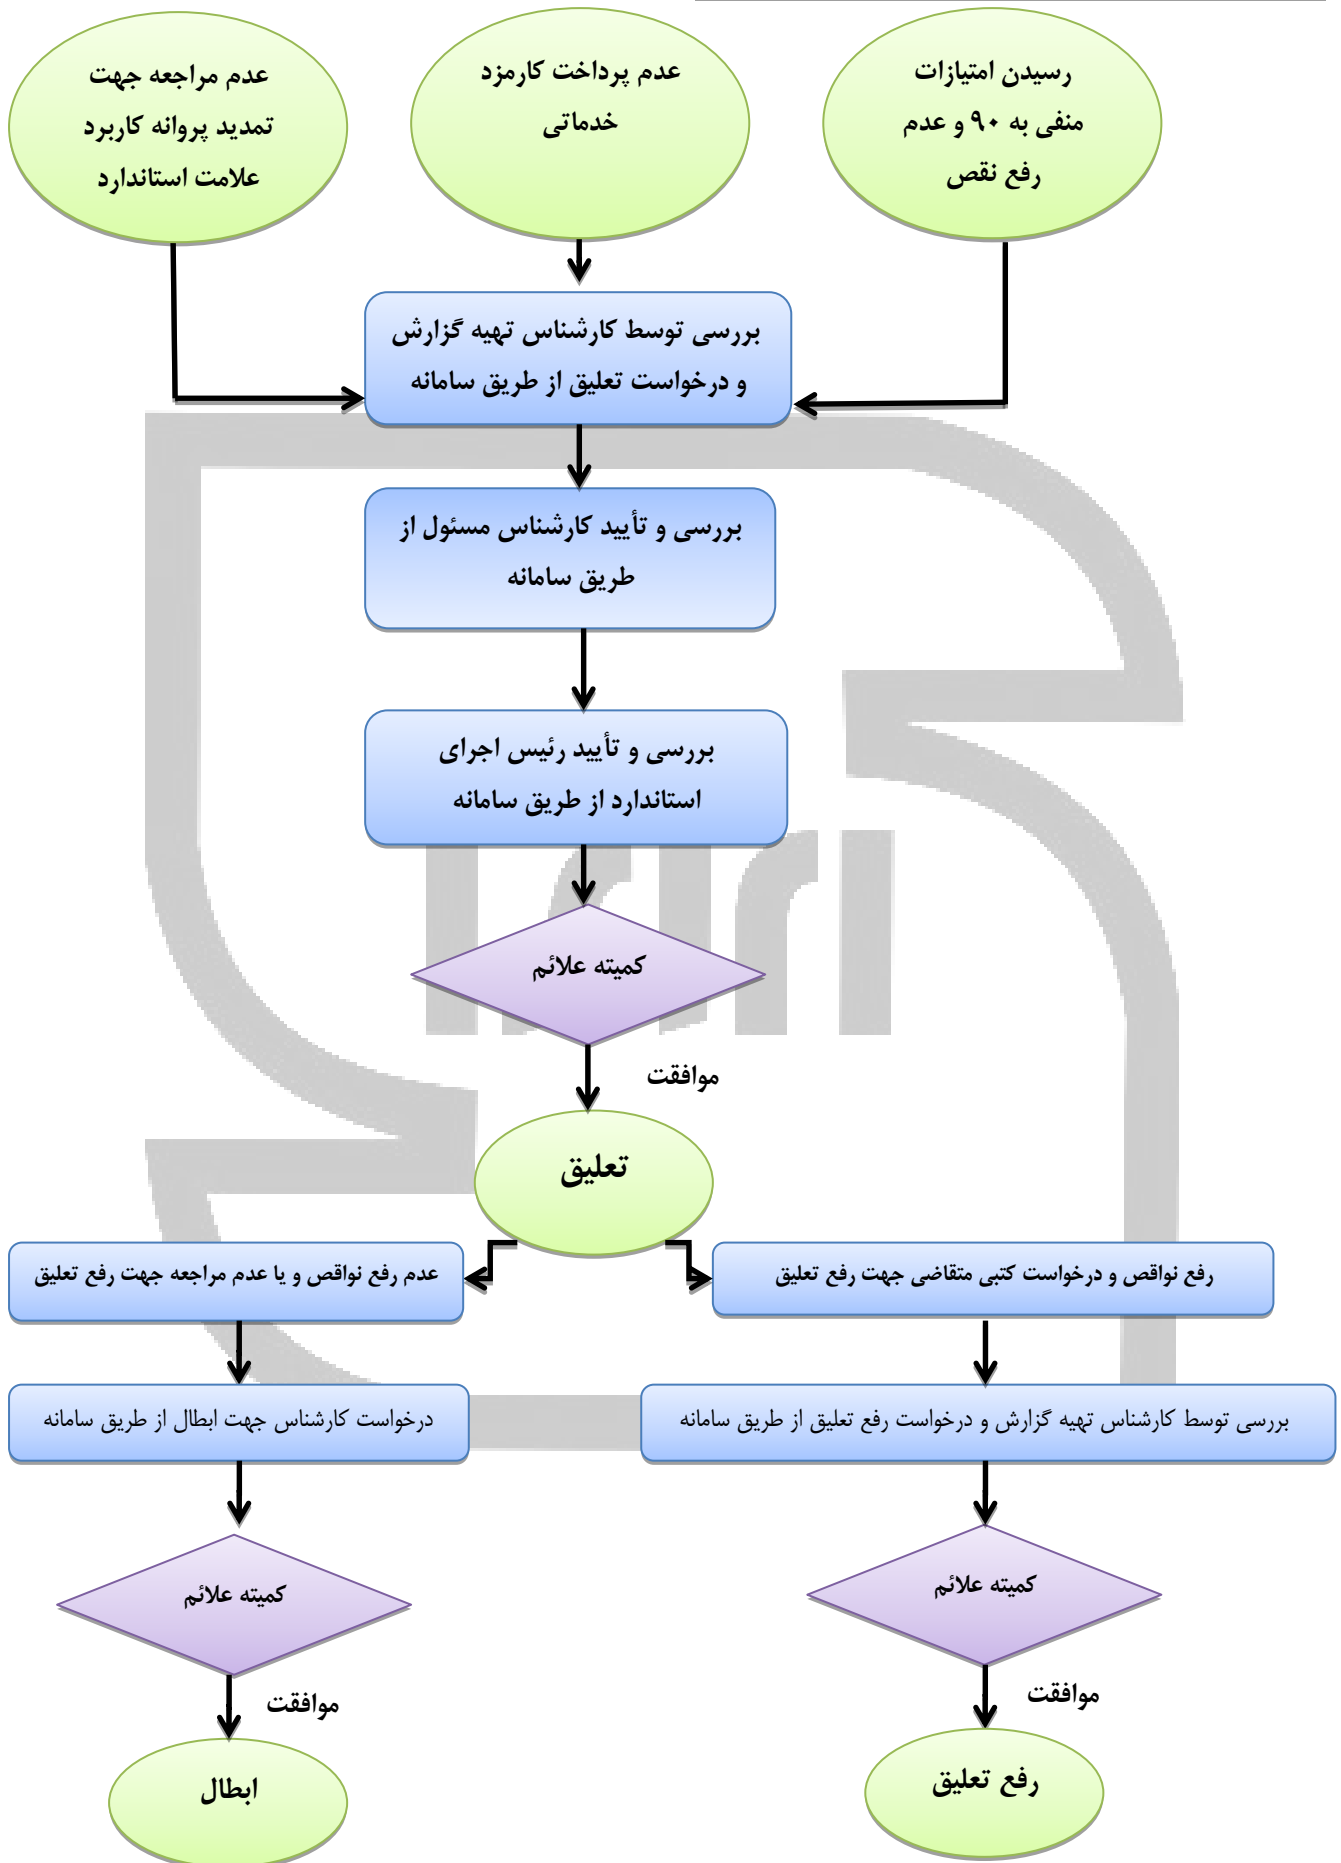 رسیدن امتیازات
منفی به ۹۰ و عدم
رفع نقص
عدم پرداخت کارمزد
خدماتی
عدم مراجعه جهت
تمدید پروانه کاربرد
علامت استاندارد
بررسی توسط کارشناس تهیه گزارش
و درخواست تعلیق از طریق سامانه
بررسی و تأیید کارشناس مسئول از
طریق سامانه
بررسی و تأیید رئیس اجرای
استاندارد از طریق سامانه
isiri
کمیته علائم
موافقت
تعلیق
رفع نواقص و درخواست کتبی متقاضی جهت رفع تعلیق
عدم رفع نواقص و یا عدم مراجعه جهت رفع تعلیق
بررسی توسط کارشناس تهیه گزارش و درخواست رفع تعلیق از طریق سامانه
درخواست کارشناس جهت ابطال از طریق سامانه
کمیته علائم
کمیته علائم
موافقت
موافقت
رفع تعلیق
ابطال